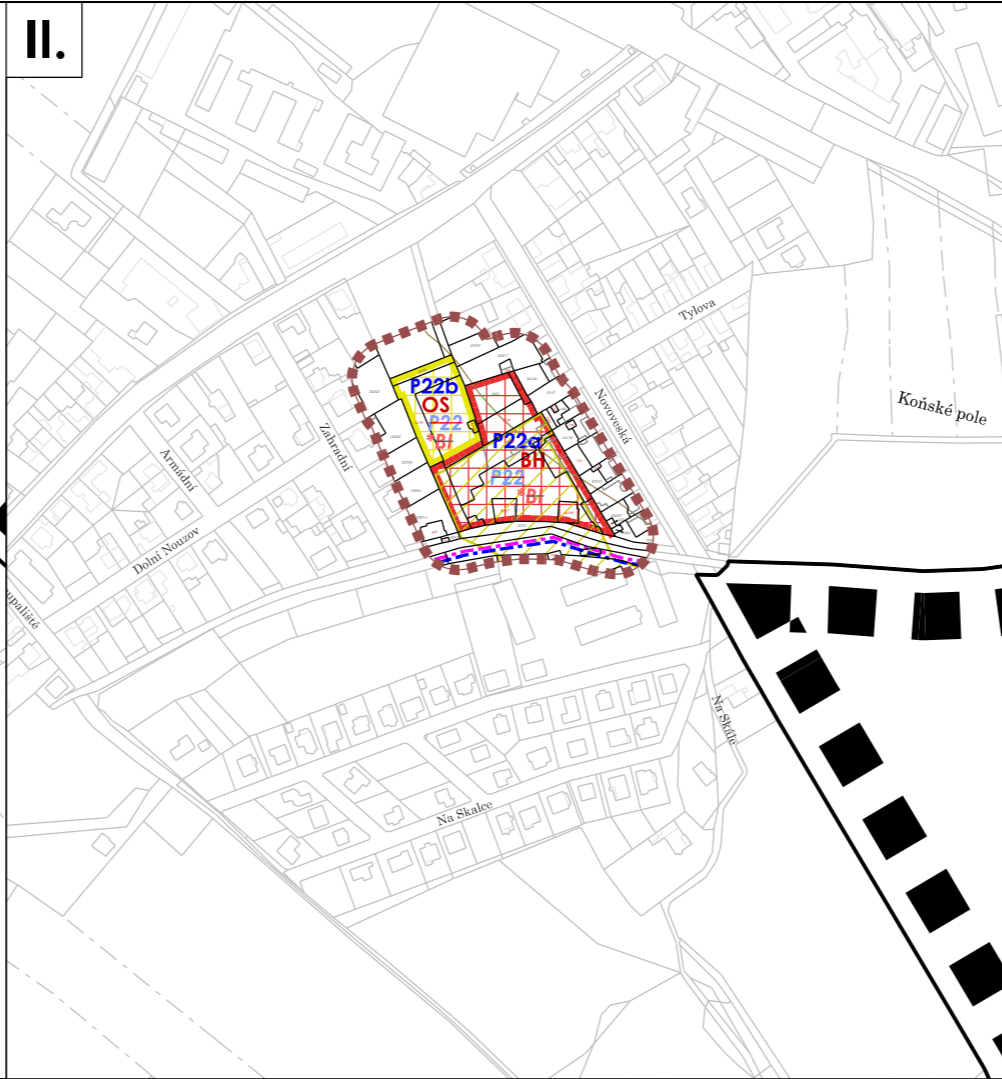 II.
Tylova
Koňské pole
P22b
OS
P22
*BI
Novoveská
Zahradní
P22a
BH
P22
*BI
Armádní
Dolní Nouzov
Na Skále
Na Skalce